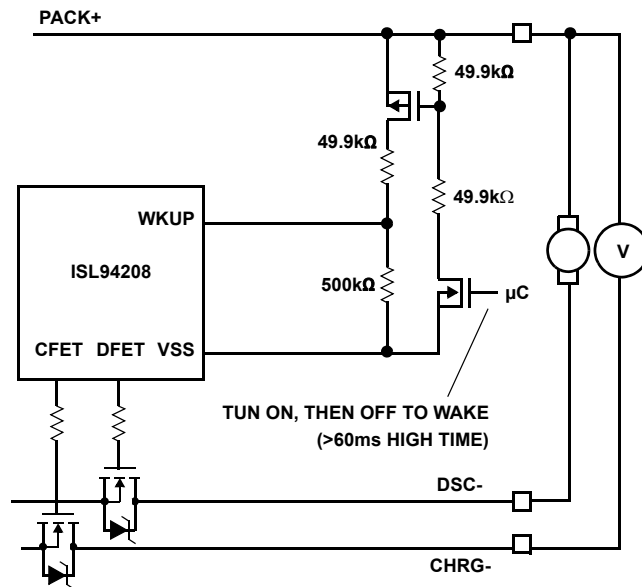 PACK+
49.9kΩ
49.9kΩ
49.9kΩ
WKUP
ISL94208
500kΩ
µC
V
CFET DFET VSS
TUN ON, THEN OFF TO WAKE
(>60ms HIGH TIME)
DSC-
CHRG-